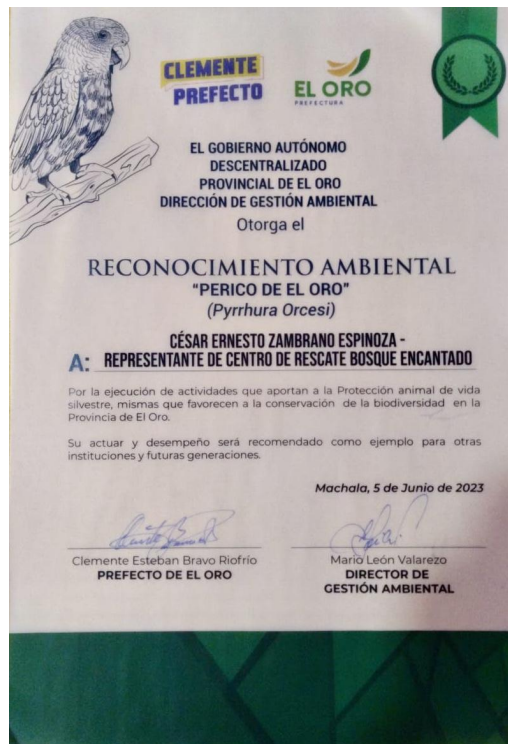 CLEMENTE
PREFECTO
EL ORO
PREFECTURA
EL GOBIERNO AUTÓNOMO
DESCENTRALIZADO
PROVINCIAL DE EL ORO
DIRECCIÓN DE GESTIÓN AMBIENTAL
Otorga el
RECONOCIMIENTO AMBIENTAL
“PERICO DE EL ORO”
(Pyrrhura Orcesi)
A: CÉSAR ERNESTO ZAMBRANO ESPINOZA -
REPRESENTANTE DE CENTRO DE RESCATE BOSQUE ENCANTADO
Por la ejecución de actividades que aportan a la Protección animal de vida
silvestre, mismas que favorecen a la conservación de la biodiversidad en la
Provincia de El Oro.
Su actuar y desempeño será recomendado como ejemplo para otras
instituciones y futuras generaciones.
Machala, 5 de Junio de 2023
Clemente Esteban Bravo Riofrío
PREFECTO DE EL ORO
Mario León Valarezo
DIRECTOR DE
GESTIÓN AMBIENTAL